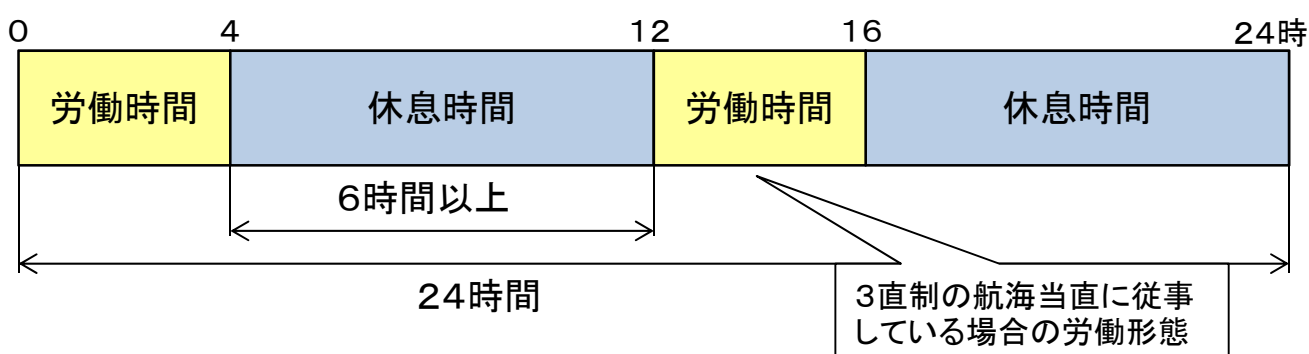 0 4 12 16 24時
労働時間 休息時間 労働時間 休息時間
6時間以上
24時間
3直制の航海当直に従事
している場合の労働形態